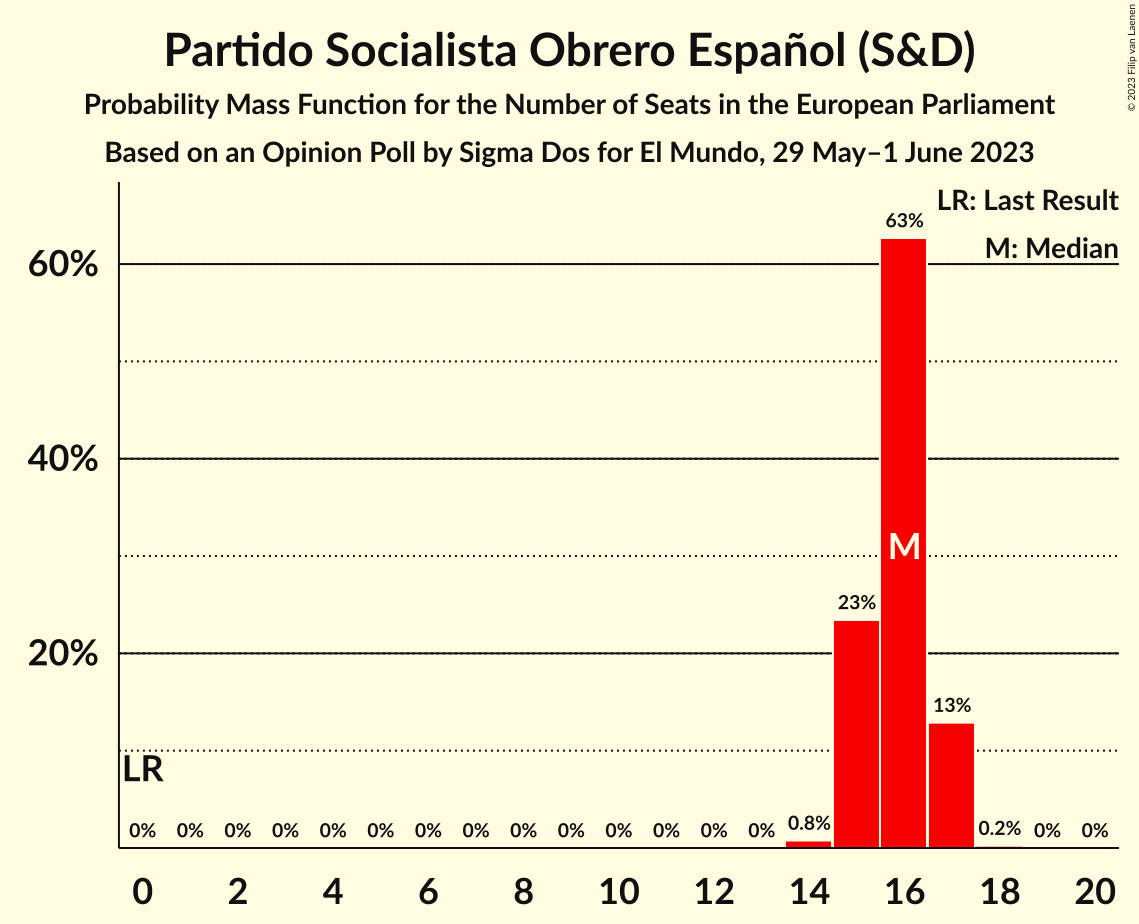 Partido Socialista Obrero Español (S&D)
Probability Mass Function for the Number of Seats in the European Parliament
Based on an Opinion Poll by Sigma Dos for El Mundo, 29 May–1 June 2023
© 2023 Filip van Laenen
LR: Last Result
M: Median
63%
60%
40%
M
23%
20%
13%
LR
0% 0% 0% 0% 0% 0% 0% 0% 0% 0% 0% 0% 0% 0% 0.8% 0.2% 0% 0%
0 2 4 6 8 10 12 14 16 18 20